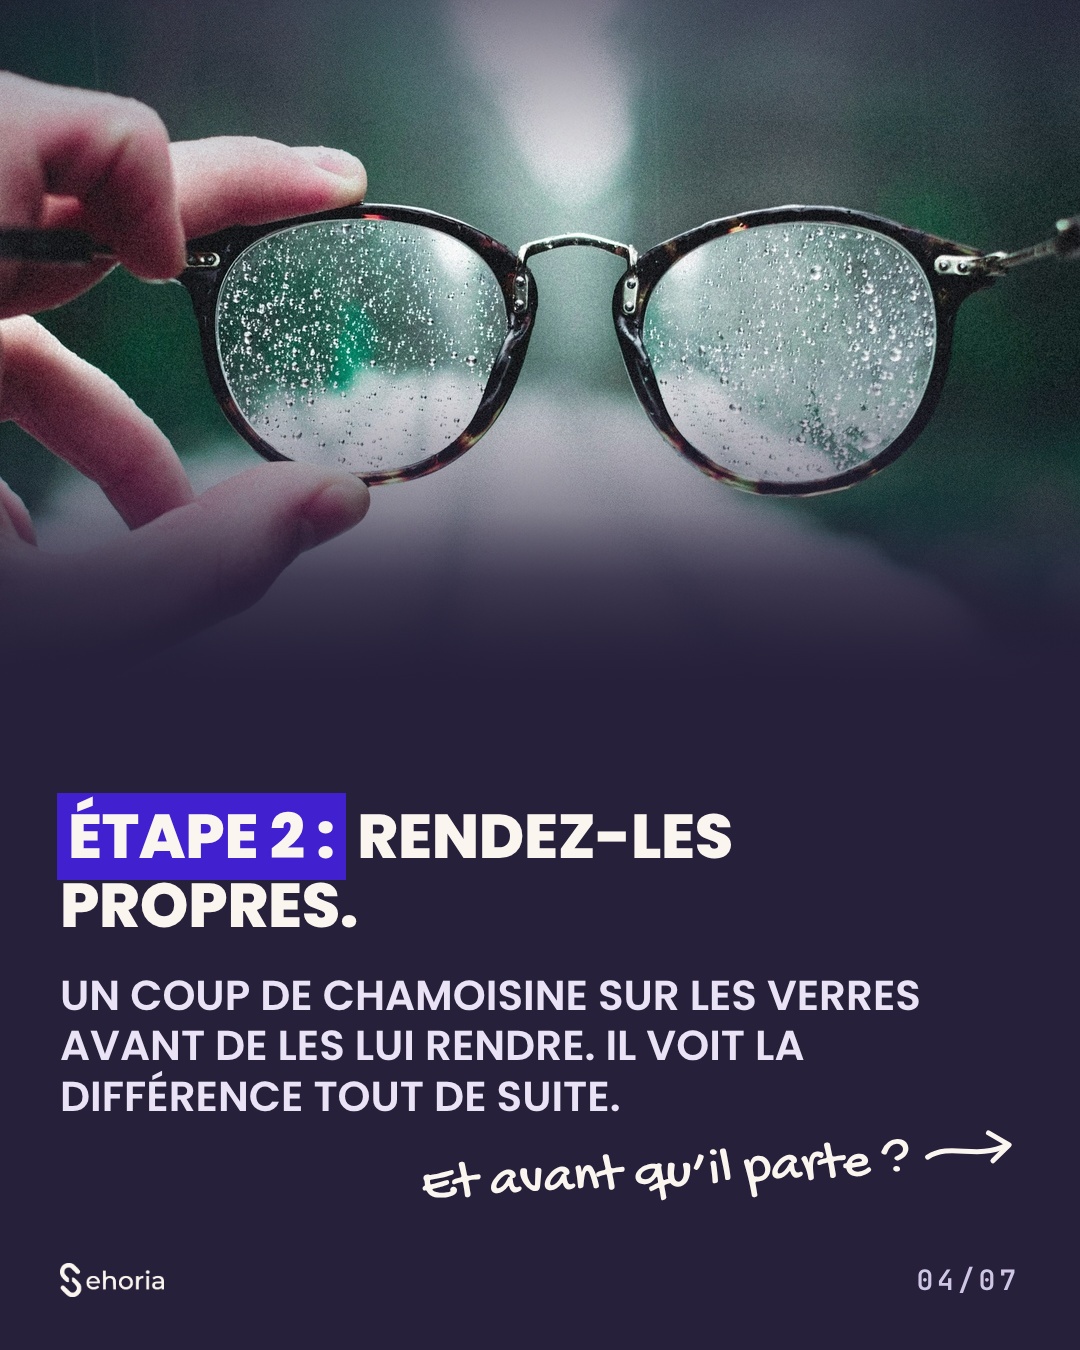 ÉTAPE 2 : RENDEZ-LES
PROPRES.
UN COUP DE CHAMOISINE SUR LES VERRES
AVANT DE LES LUI RENDRE. IL VOIT LA
DIFFÉRENCE TOUT DE SUITE.
Et avant qu'il parte ?
Sehoria
04/07